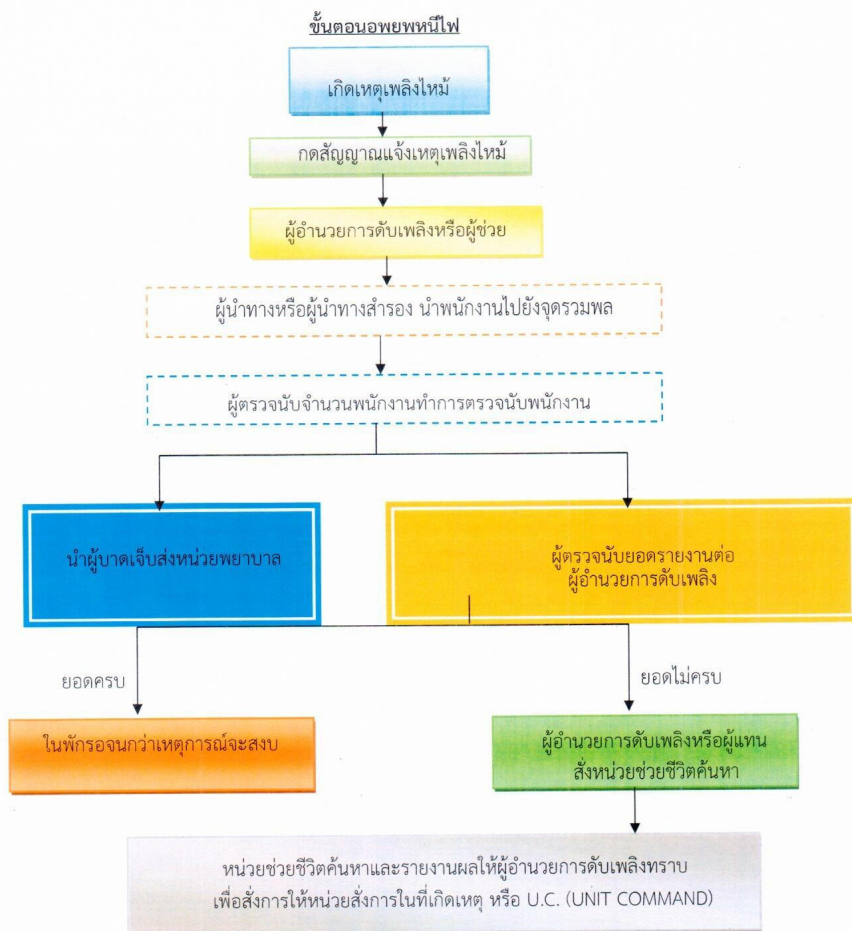 ขั้นตอนอพยพหนีไฟ
เกิดเหตุเพลิงไหม้
กดสัญญาณแจ้งเหตุเพลิงไหม้
ผู้อำนวยการดับเพลิงหรือผู้ช่วย
ผู้นำทางหรือผู้นำทางสำรอง นำพนักงานไปยังจุดรวมพล
ผู้ตรวจนับจำนวนพนักงานทำการตรวจนับพนักงาน
นำผู้บาดเจ็บส่งหน่วยพยาบาล
ผู้ตรวจนับยอดรายงานต่อ
ผู้อำนวยการดับเพลิง
ยอดครบ
ยอดไม่ครบ
ในพักรอจนกว่าเหตุการณ์จะสงบ
ผู้อำนวยการดับเพลิงหรือผู้แทน
สั่งหน่วยช่วยชีวิตค้นหา
หน่วยช่วยชีวิตค้นหาและรายงานผลให้ผู้อำนวยการดับเพลิงทราบ
เพื่อสั่งการให้หน่วยสั่งการในที่เกิดเหตุ หรือ U.C. (UNIT COMMAND)